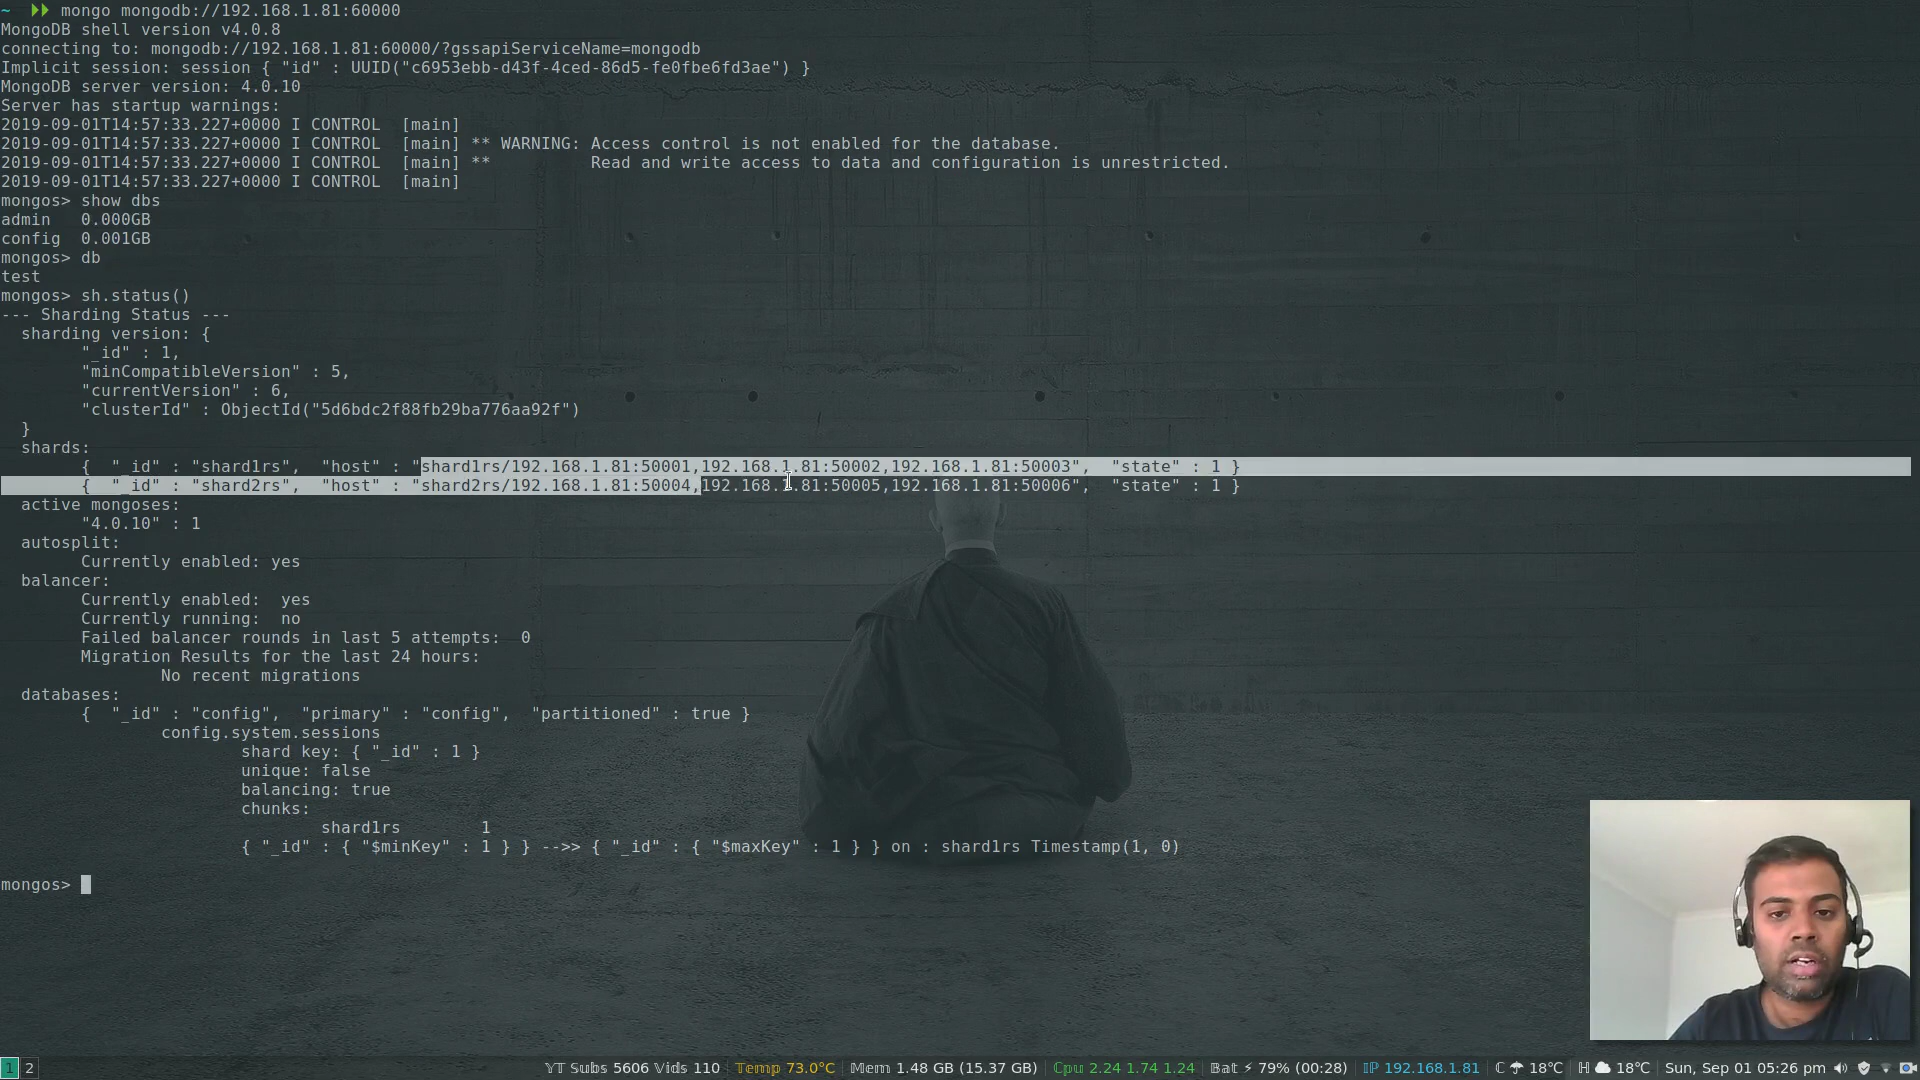 ~ mongo mongodb://192.168.1.81:60000
MongoDB shell version v4.0.8
connecting to: mongodb://192.168.1.81:60000/?gssapiServiceName=mongodb
Implicit session: session { "id" : UUID("c6953ebb-d43f-4ced-86d5-fe0fbe6fd3ae") }
MongoDB server version: 4.0.10
Server has startup warnings:
2019-09-01T14:57:33.227+0000 I CONTROL  [main]
2019-09-01T14:57:33.227+0000 I CONTROL  [main] ** WARNING: Access control is not enabled for the database.
2019-09-01T14:57:33.227+0000 I CONTROL  [main] **          Read and write access to data and configuration is unrestricted.
2019-09-01T14:57:33.227+0000 I CONTROL  [main]
mongos> show dbs
admin   0.000GB
config  0.001GB
mongos> db
test
mongos> sh.status()
--- Sharding Status ---
  sharding version: {
        "_id" : 1,
        "minCompatibleVersion" : 5,
        "currentVersion" : 6,
        "clusterId" : ObjectId("5d6bdc2f88fb29ba776aa92f")
  }
  shards:
        {  "_id" : "shard1rs",  "host" : "shard1rs/192.168.1.81:50001,192.168.1.81:50002,192.168.1.81:50003",  "state" : 1 }
        {  "_id" : "shard2rs",  "host" : "shard2rs/192.168.1.81:50004,192.168.1.81:50005,192.168.1.81:50006",  "state" : 1 }
  active mongoses:
        "4.0.10" : 1
  autosplit:
        Currently enabled: yes
  balancer:
        Currently enabled:  yes
        Currently running:  no
        Failed balancer rounds in last 5 attempts:  0
        Migration Results for the last 24 hours:
                No recent migrations
  databases:
        {  "_id" : "config",  "primary" : "config",  "partitioned" : true }
                config.system.sessions
                        shard key: { "_id" : 1 }
                        unique: false
                        balancing: true
                        chunks:
                                shard1rs        1
                        { "_id" : { "$minKey" : 1 } } -->> { "_id" : { "$maxKey" : 1 } } on : shard1rs Timestamp(1, 0)
mongos>
1 2 YT Subs 5606 Vids 110 Temp 73.0°C Mem 1.48 GB (15.37 GB) Cpu 2.24 1.74 1.24 Bat ⚡ 79% (00:28) IP 192.168.1.81 C ☂ 18°C H ☁ 18°C Sun, Sep 01 05:26 pm